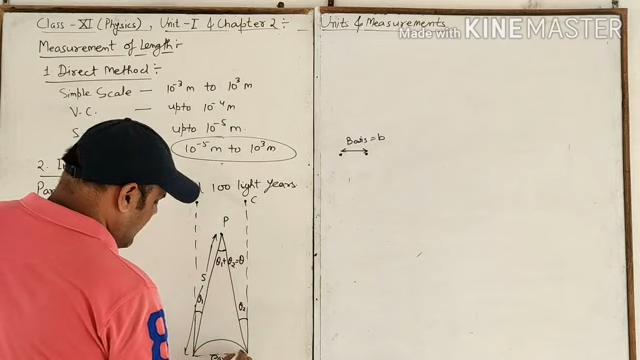 Class-XI (Physics), Unit-I & Chapter 2:-
Units & Measurements
Made with KINEMASTER
Measurement of Length:-
1. Direct Method:-
Simple Scale — 10⁻³ m to 10³ m
V.C. — upto 10⁻⁴ m
S upto 10⁻⁵ m
10⁻⁵ m to 10³ m
2.
100 light years
C
P
θ₁+θ₂=θ
S
θ₁
θ₂
Basis = b
8